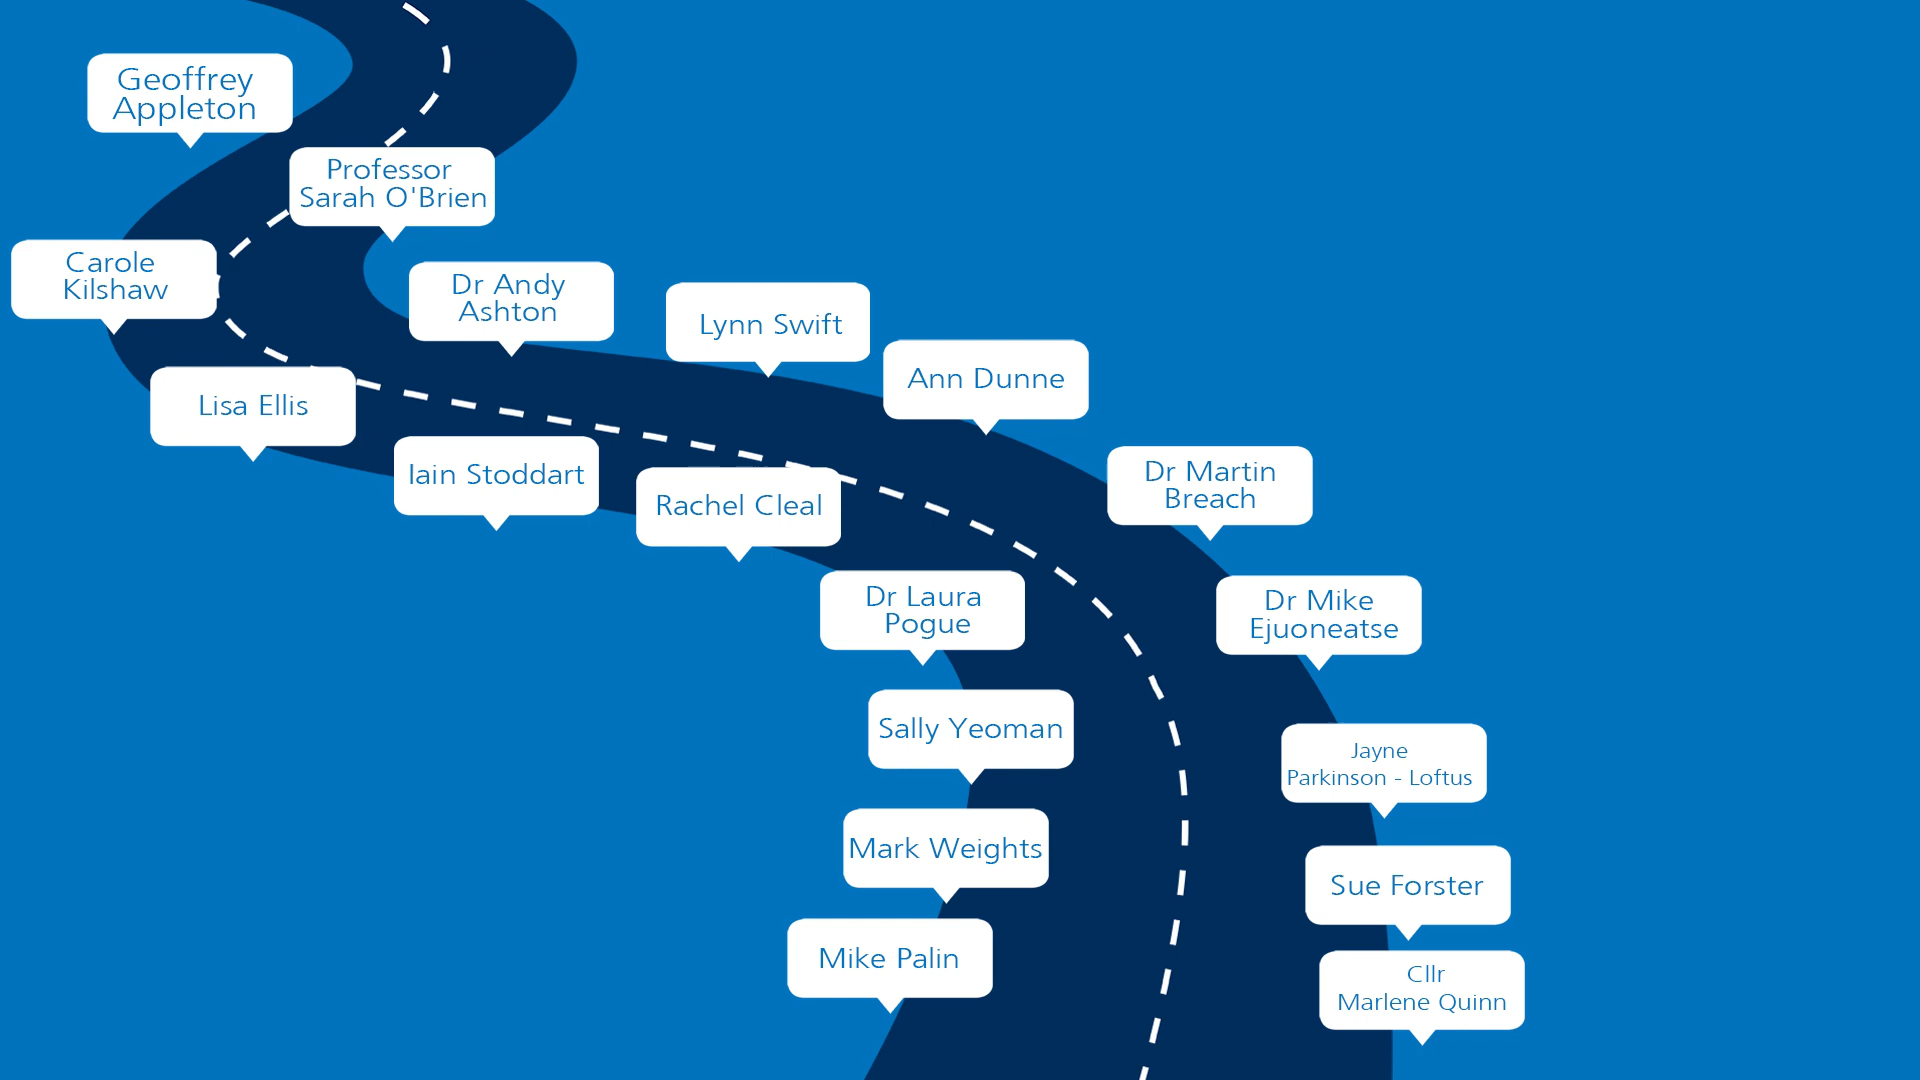 Geoffrey
Appleton
Professor
Sarah O'Brien
Carole
Kilshaw
Dr Andy
Ashton
Lynn Swift
Ann Dunne
Lisa Ellis
Iain Stoddart
Rachel Cleal
Dr Martin
Breach
Dr Laura
Pogue
Dr Mike
Ejuoneatse
Sally Yeoman
Jayne
Parkinson - Loftus
Mark Weights
Sue Forster
Mike Palin
Cllr
Marlene Quinn